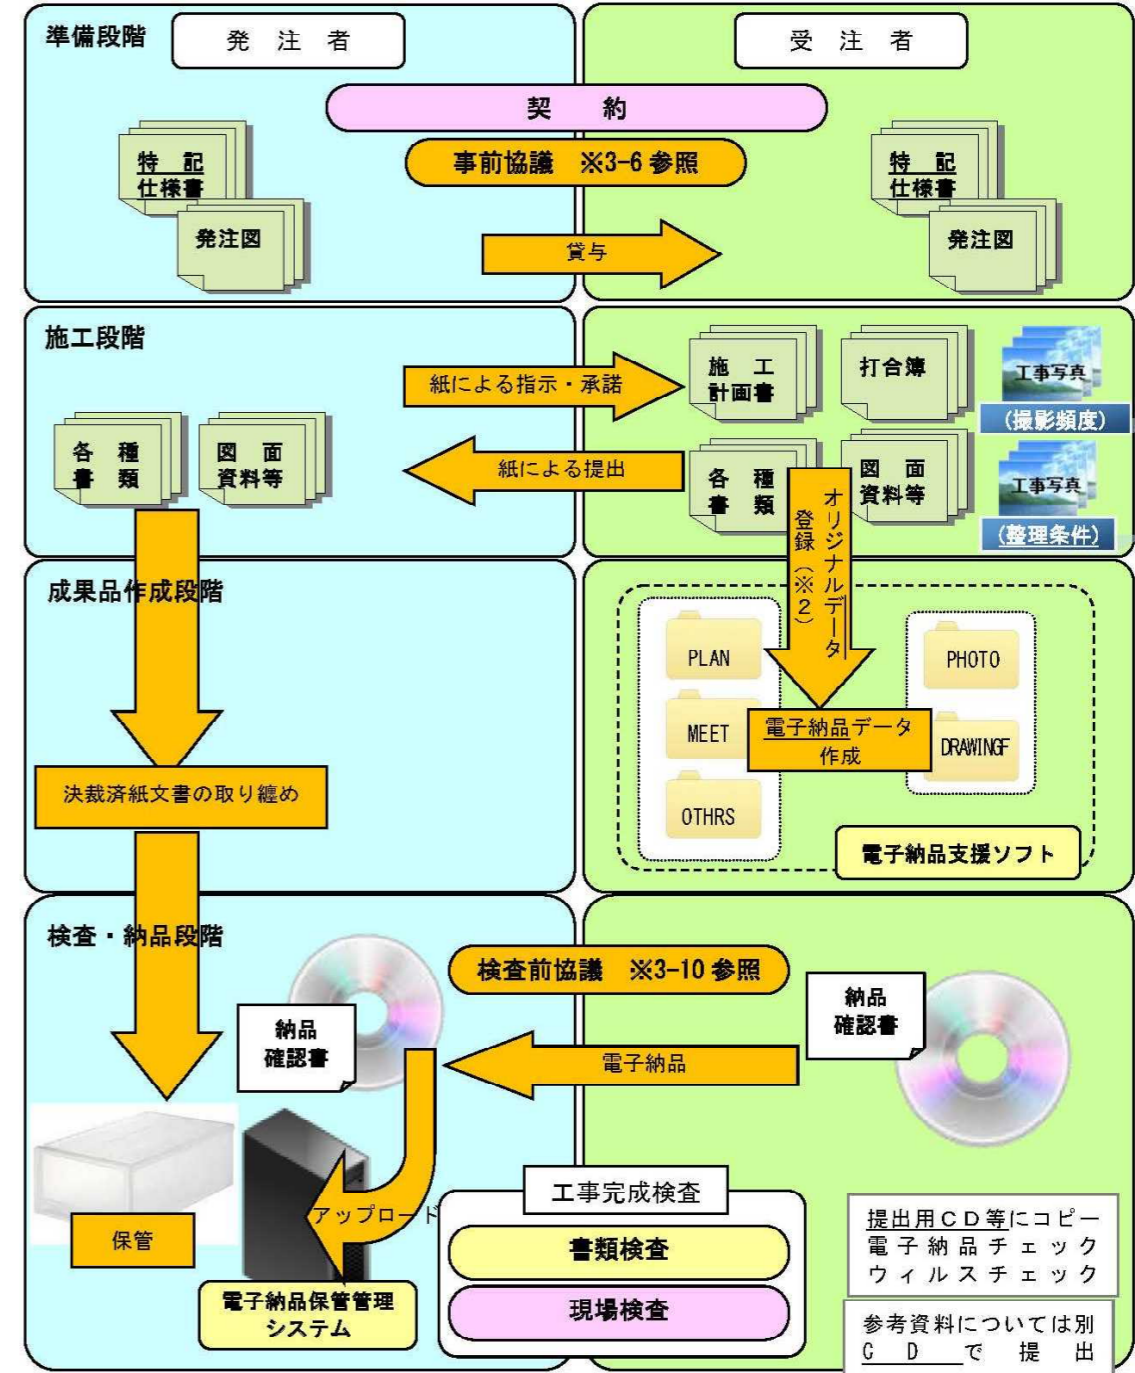 準備段階
発　注　者
受　注　者
契　約
事前協議　※3-6 参照
特　記
仕様書
発注図
特　記
仕様書
発注図
貸与
施工段階
紙による指示・承諾
施　工
計画書
打合簿
工事写真
(撮影頻度)
各　種
書　類
図　面
資料等
紙による提出
各　種
書　類
図　面
資料等
工事写真
(整理条件)
オリジナルデータ
登録（※２）
成果品作成段階
PLAN
MEET
OTHRS
PHOTO
DRAWINGF
電子納品データ
作成
決裁済紙文書の取り纏め
電子納品支援ソフト
検査・納品段階
検査前協議　※3-10 参照
納品
確認書
納品
確認書
電子納品
アップロード
保管
電子納品保管管理
システム
工事完成検査
書類検査
現場検査
提出用ＣＤ等にコピー
電子納品チェック
ウィルスチェック
参考資料については別
ＣＤで提出